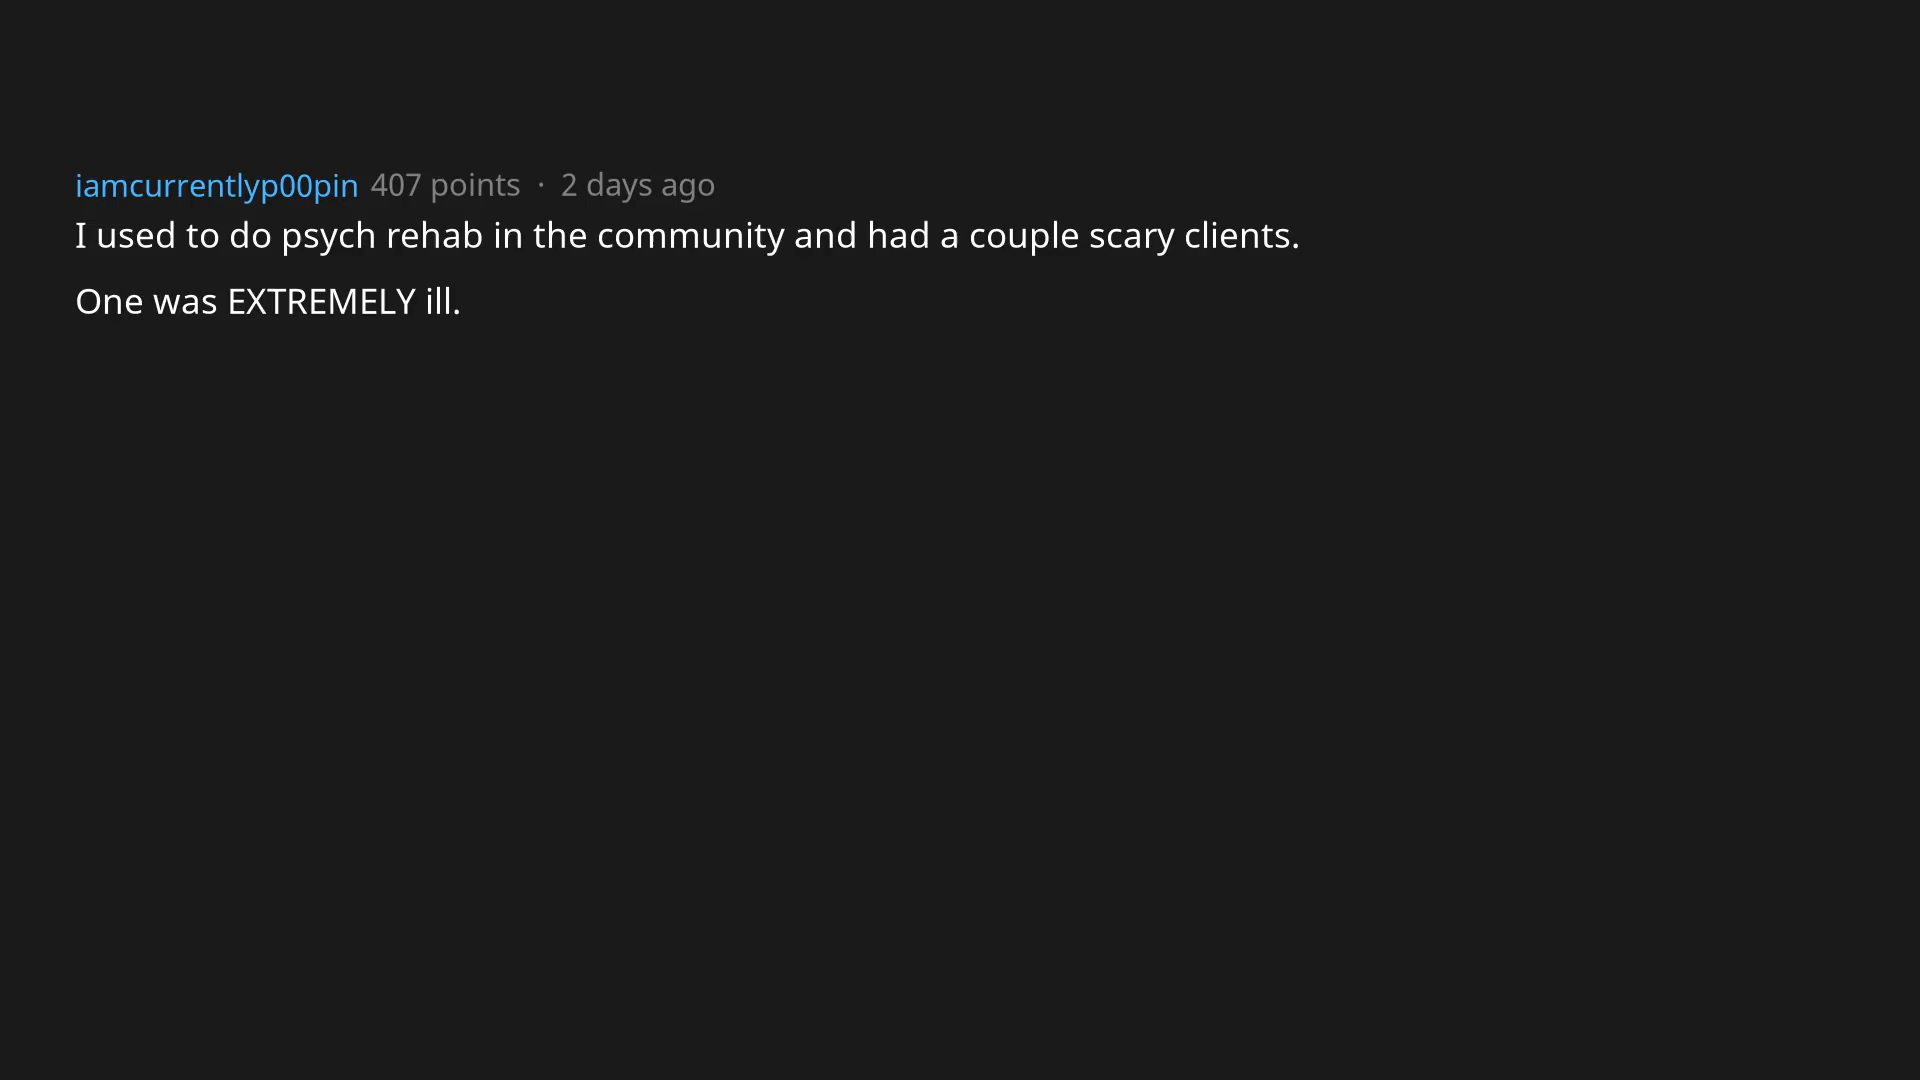 iamcurrentlyp00pin 407 points · 2 days ago
I used to do psych rehab in the community and had a couple scary clients.
One was EXTREMELY ill.